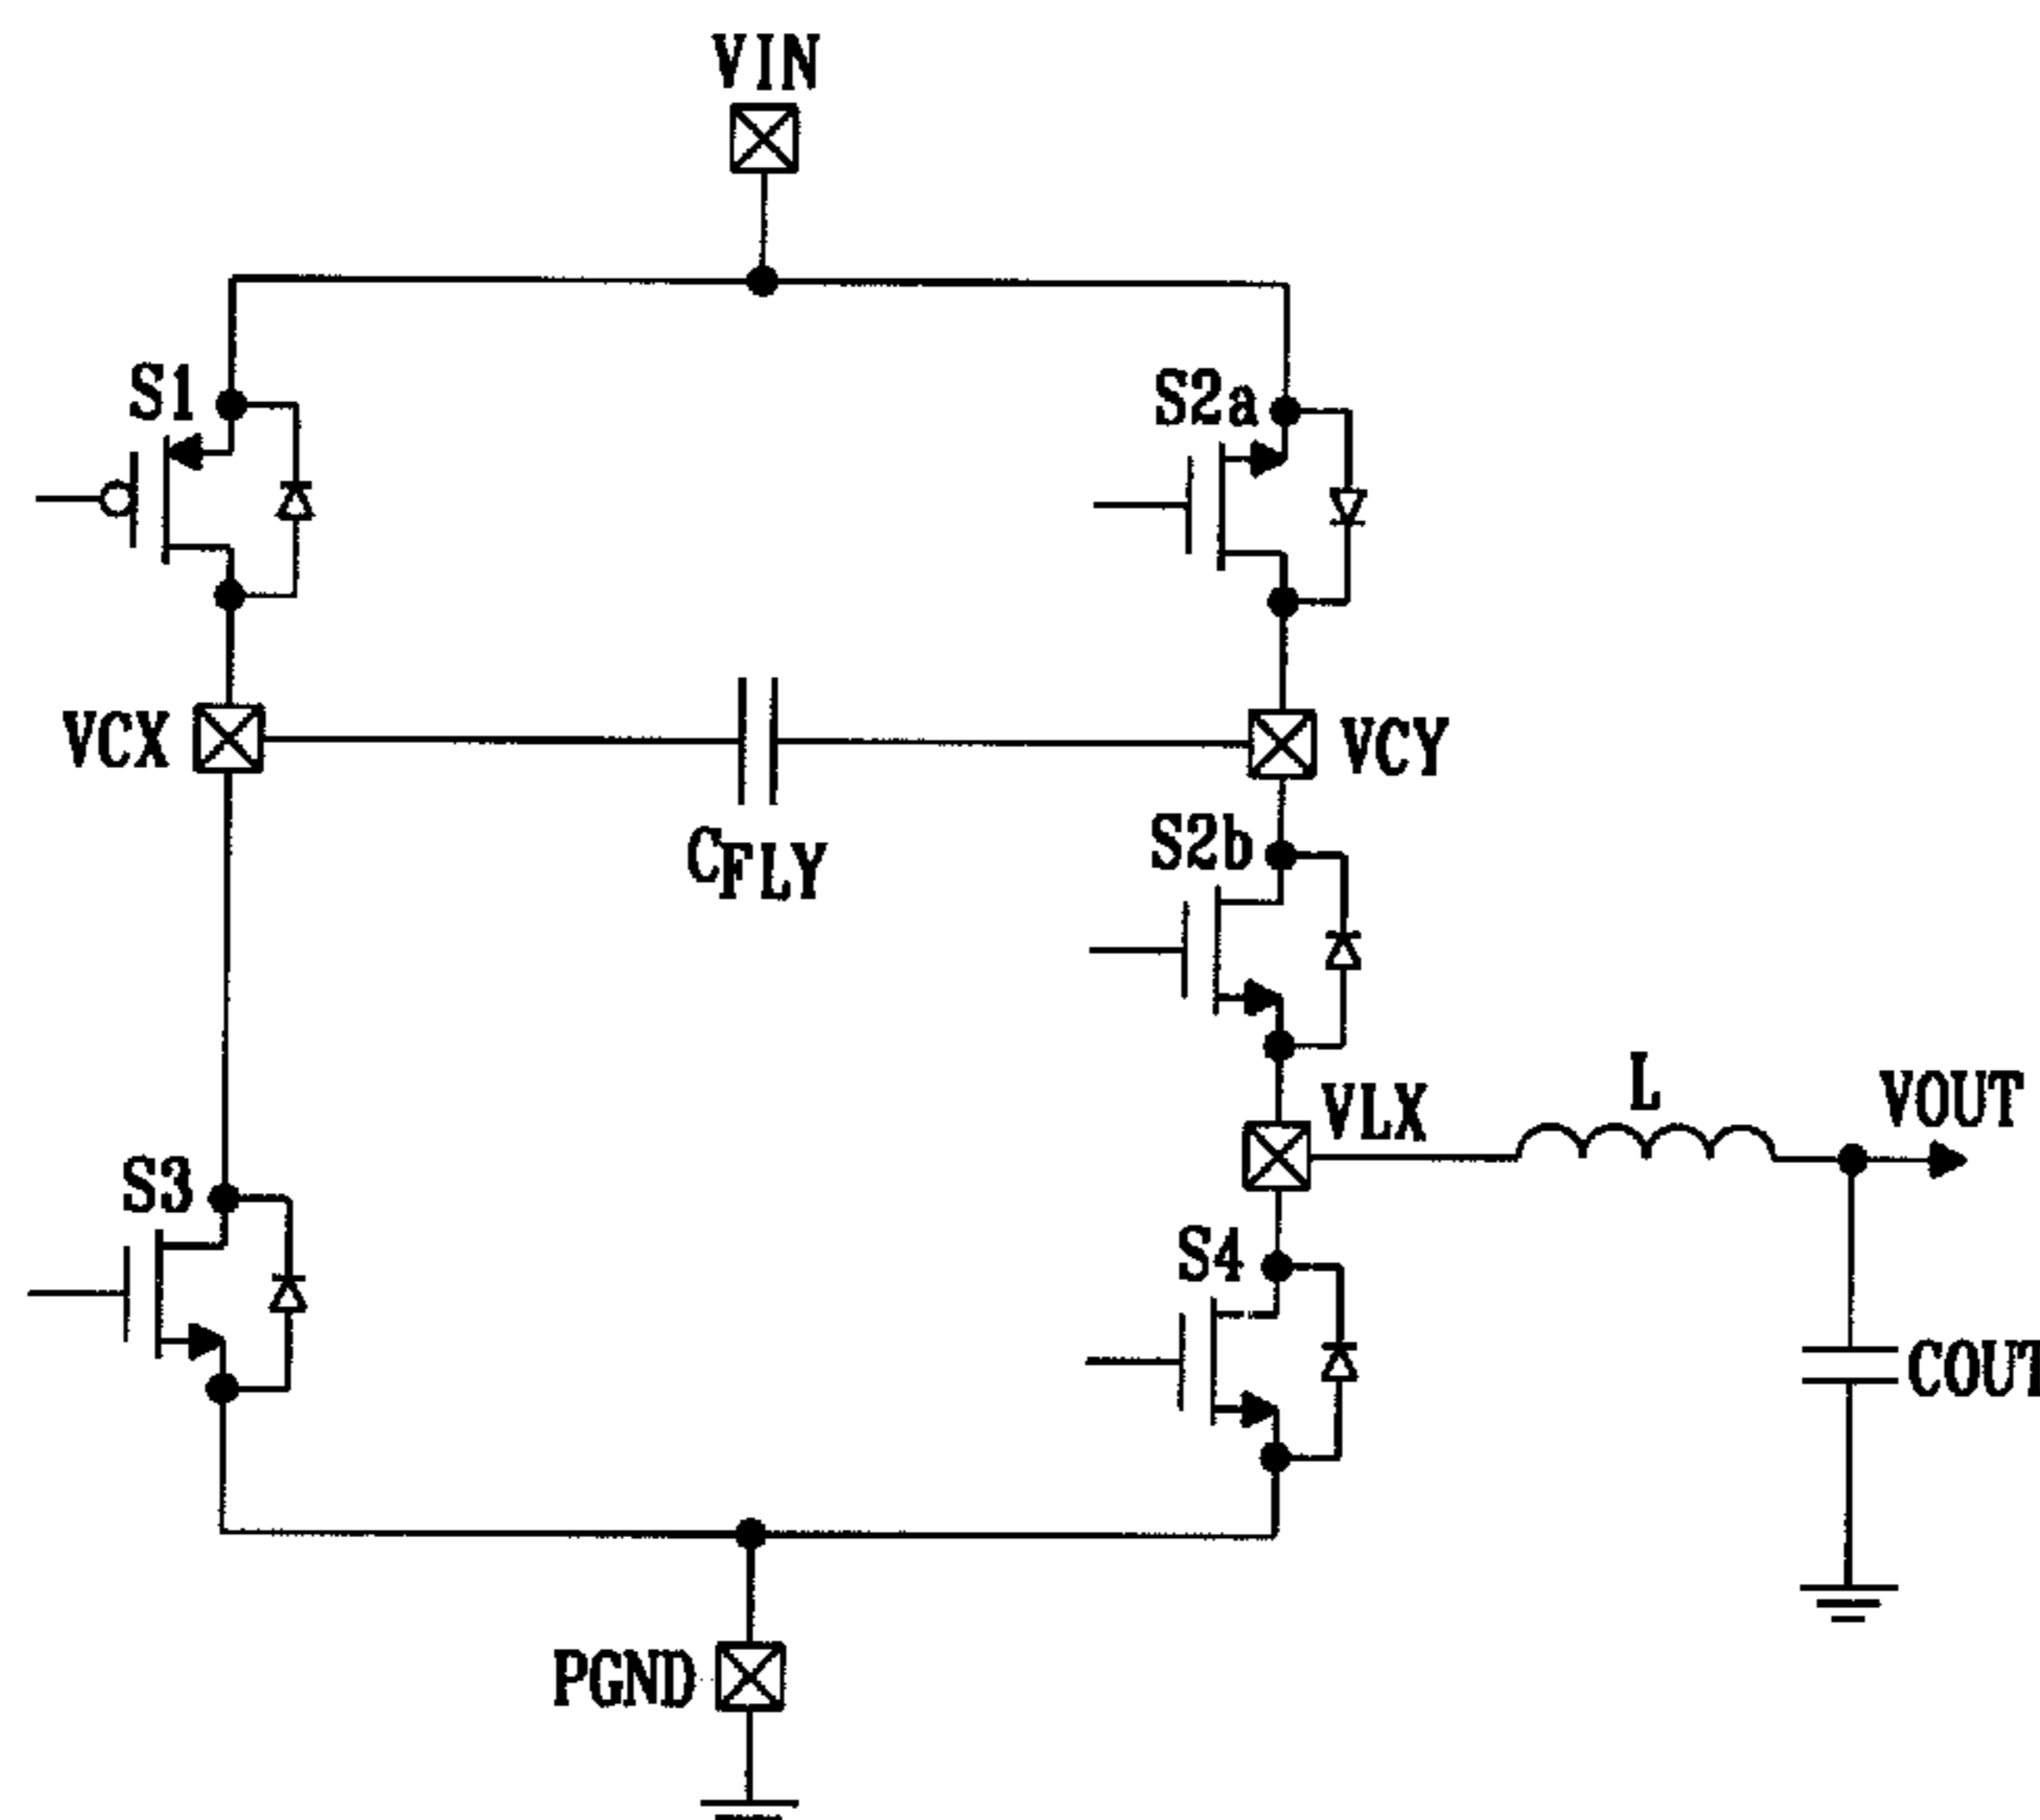 VIN
S1
S2a
VCX
VCY
CFLY
S2b
L
VOUT
VLX
S3
S4
COUT
PGND